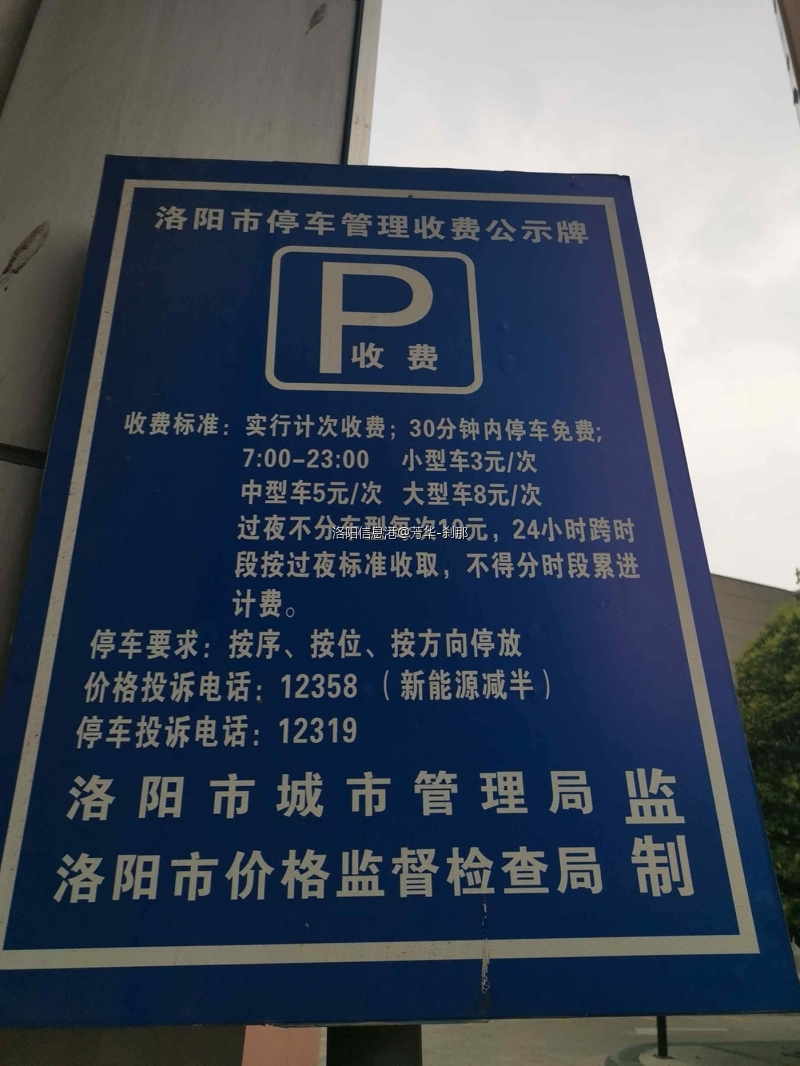 洛阳市停车管理收费公示牌
P
收费
收费标准：实行计次收费；30分钟内停车免费；
7:00-23:00 小型车3元/次
中型车5元/次 大型车8元/次
过夜不分车型每次10元，24小时跨时
洛阳信息港@芳华-刹那
段按过夜标准收取，不得分时段累进
计费。
停车要求：按序、按位、按方向停放
价格投诉电话：12358 （新能源减半）
停车投诉电话：12319
洛阳市城市管理局 监
洛阳市价格监督检查局 制